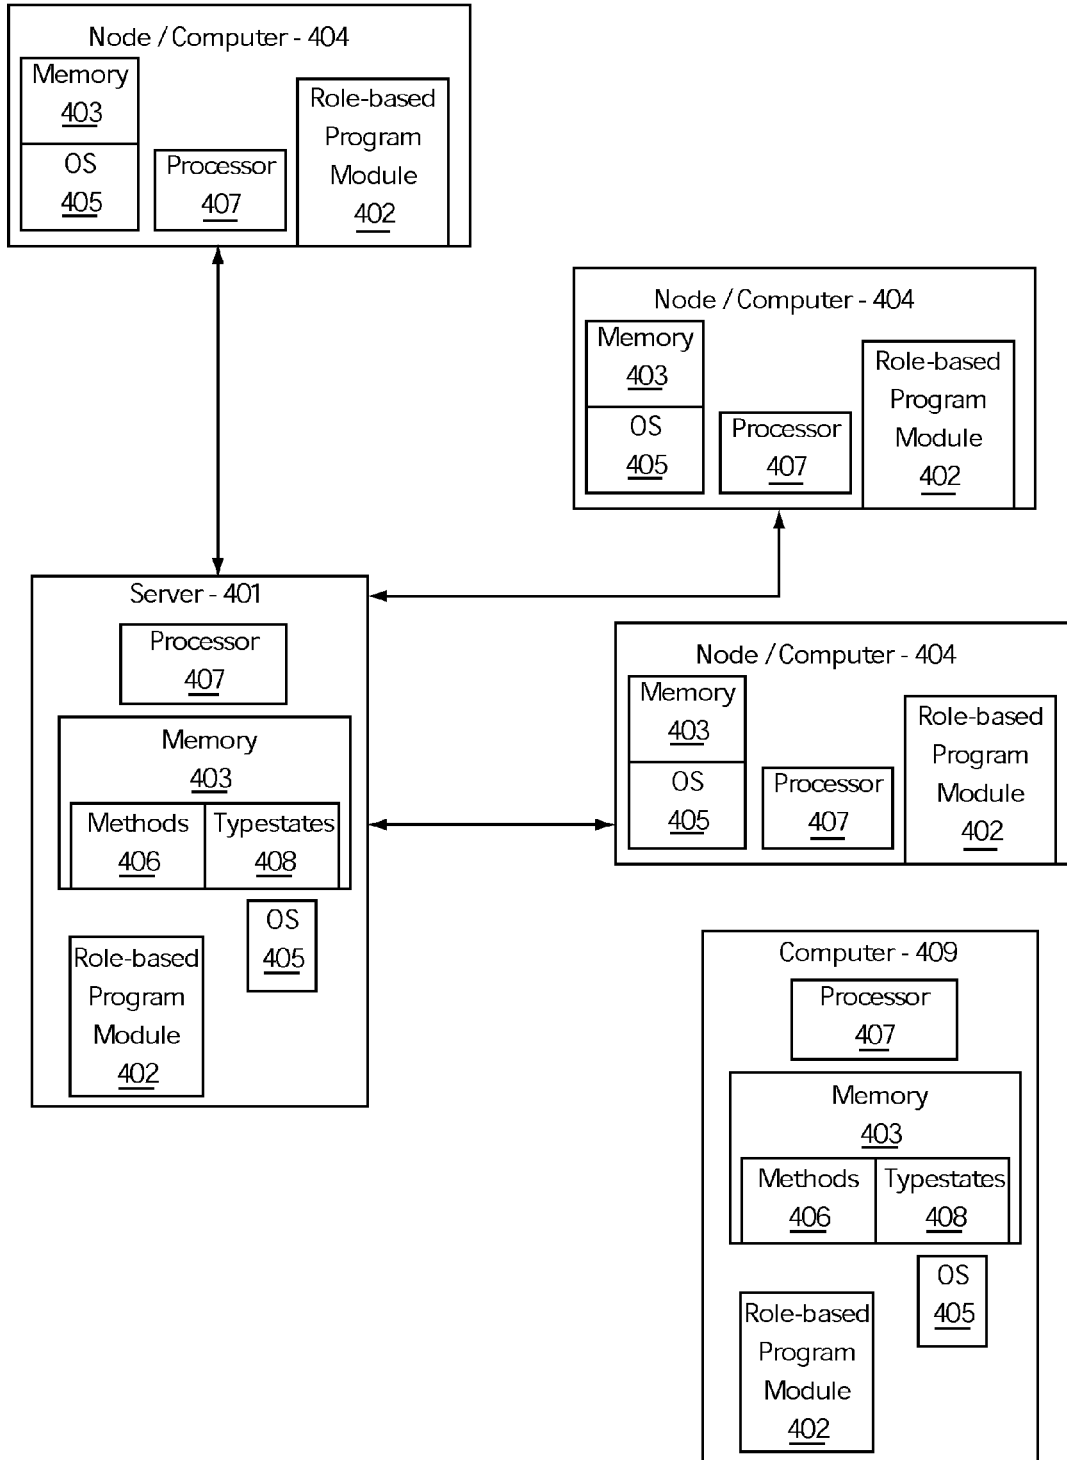 Node / Computer - 404
Memory
403
OS
405
Processor
407
Role-based
Program
Module
402
Node / Computer - 404
Memory
403
OS
405
Processor
407
Role-based
Program
Module
402
Server - 401
Processor
407
Memory
403
Methods
406
Typestates
408
OS
405
Role-based
Program
Module
402
Node / Computer - 404
Memory
403
OS
405
Processor
407
Role-based
Program
Module
402
Computer - 409
Processor
407
Memory
403
Methods
406
Typestates
408
OS
405
Role-based
Program
Module
402